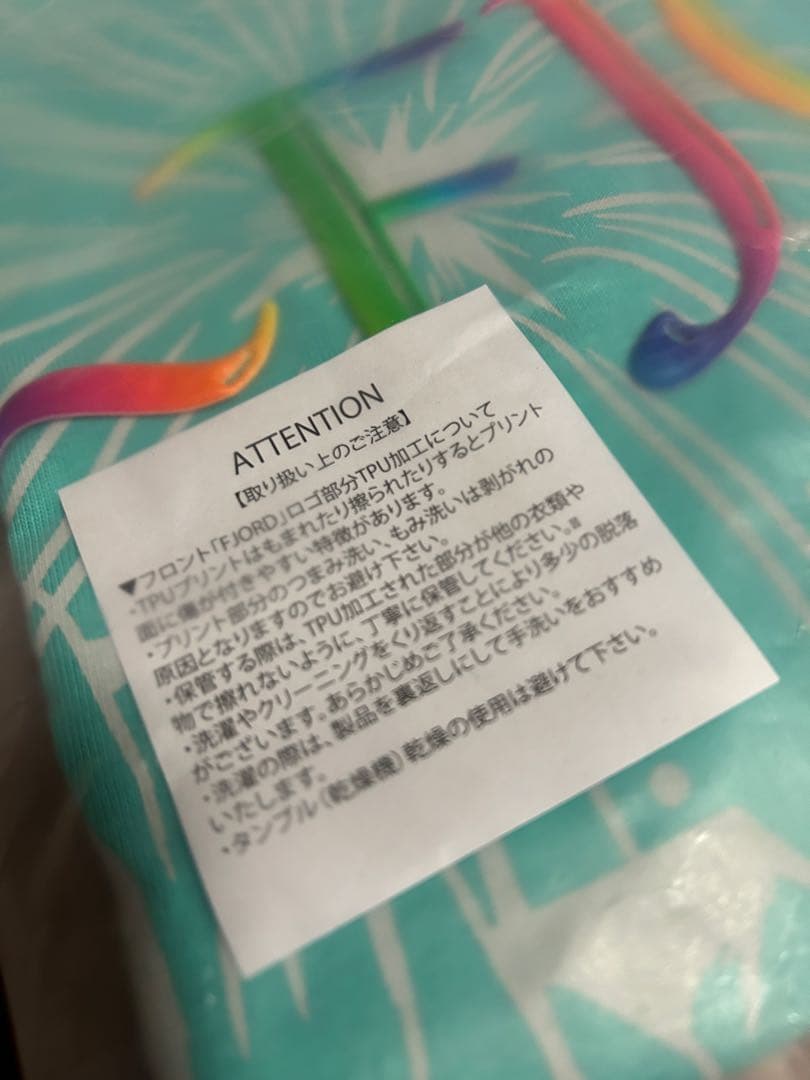 FJ
ATTENTION
【取り扱い上のご注意】
▼フロント「FJORD」ロゴ部分TPU加工について
・TPUプリントはもまれたり擦られたりするとプリント
面に傷が付きやすい特徴があります。
・プリント部分のつまみ洗い、もみ洗いは剥がれの
原因となりますのでお避け下さい。
・保管する際は、TPU加工された部分が他の衣類や
物で擦れないように、丁寧に保管してください。
・洗濯やクリーニングをくり返すことにより多少の脱落
がございます。あらかじめご了承ください。
・洗濯の際は、製品を裏返しにして手洗いをおすすめ
いたします。
・タンブル（乾燥機）乾燥の使用は避けて下さい。